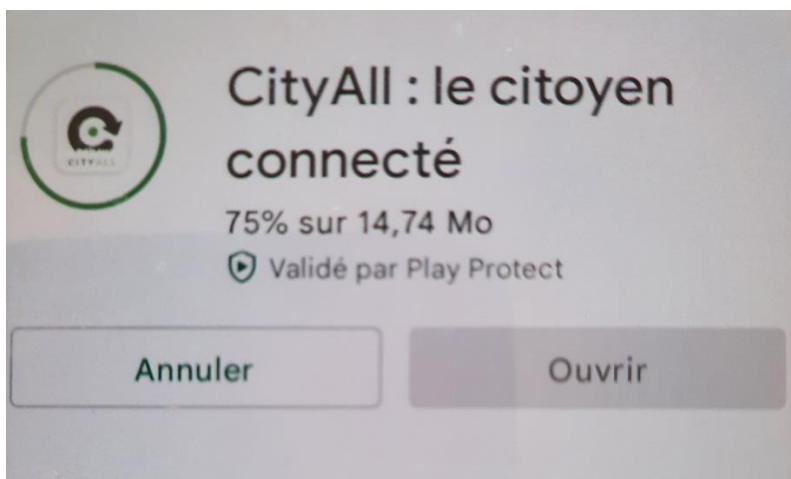 CityAll : le citoyen
connecté
CITYALL
75% sur 14,74 Mo
Validé par Play Protect
Annuler
Ouvrir